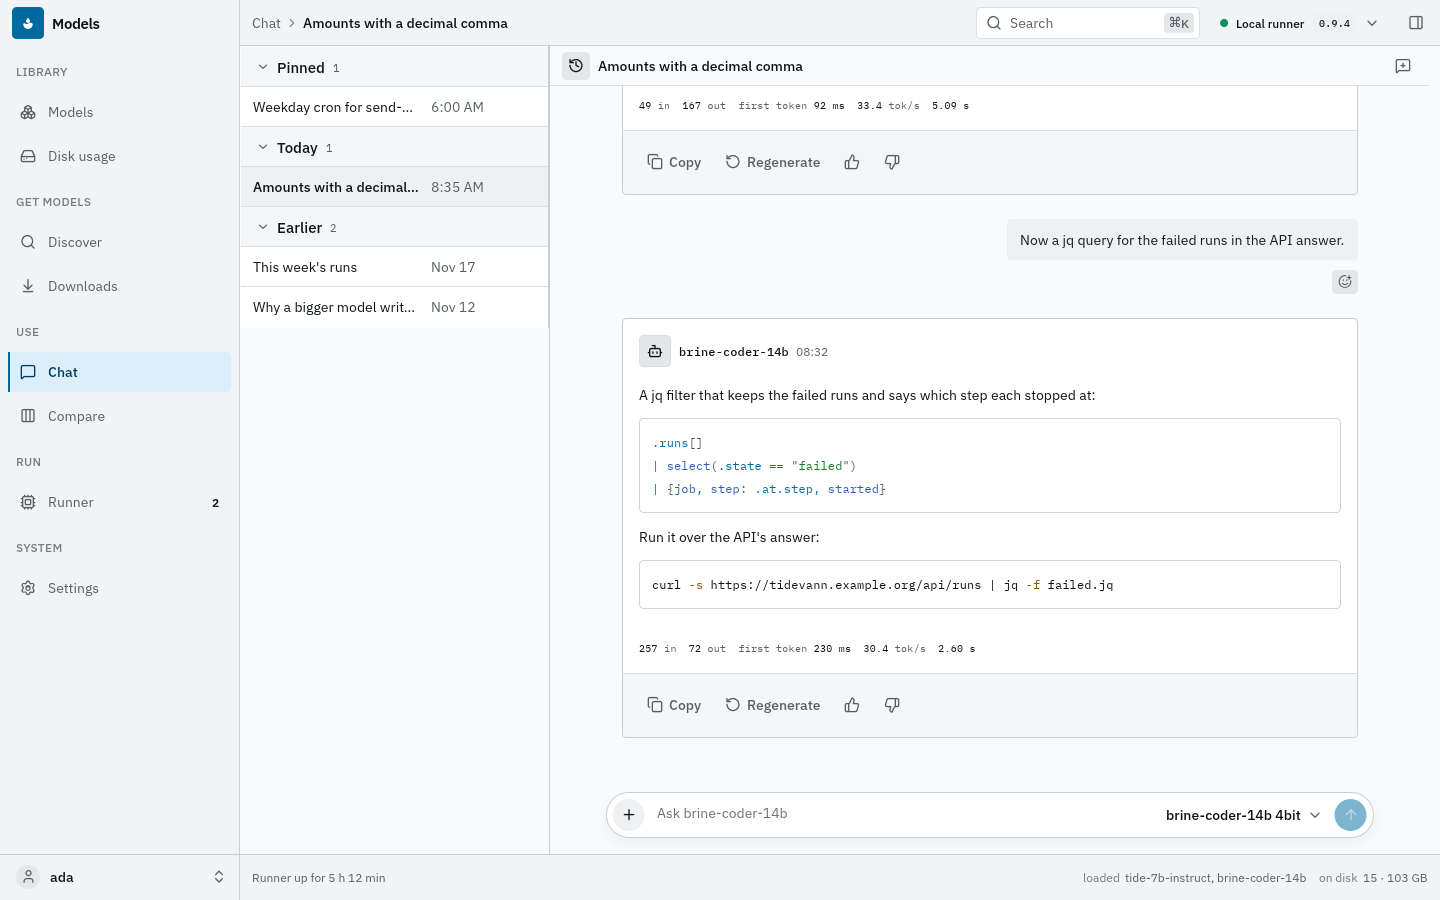 Models
LIBRARY
Models
Disk usage
GET MODELS
Discover
Downloads
USE
Chat
Compare
RUN
Runner 2
SYSTEM
Settings
ada
Chat > Amounts with a decimal comma
Search ⌘K
Local runner 0.9.4
Pinned 1
Weekday cron for send-... 6:00 AM
Today 1
Amounts with a decimal... 8:35 AM
Earlier 2
This week's runs Nov 17
Why a bigger model writ... Nov 12
Amounts with a decimal comma
49 in 167 out first token 92 ms 33.4 tok/s 5.09 s
Copy Regenerate
Now a jq query for the failed runs in the API answer.
brine-coder-14b 08:32
A jq filter that keeps the failed runs and says which step each stopped at:
.runs[]
| select(.state == "failed")
| {job, step: .at.step, started}
Run it over the API's answer:
curl -s https://tidevann.example.org/api/runs | jq -f failed.jq
257 in 72 out first token 230 ms 30.4 tok/s 2.60 s
Copy Regenerate
Ask brine-coder-14b
brine-coder-14b 4bit
Runner up for 5 h 12 min
loaded tide-7b-instruct, brine-coder-14b on disk 15 · 103 GB